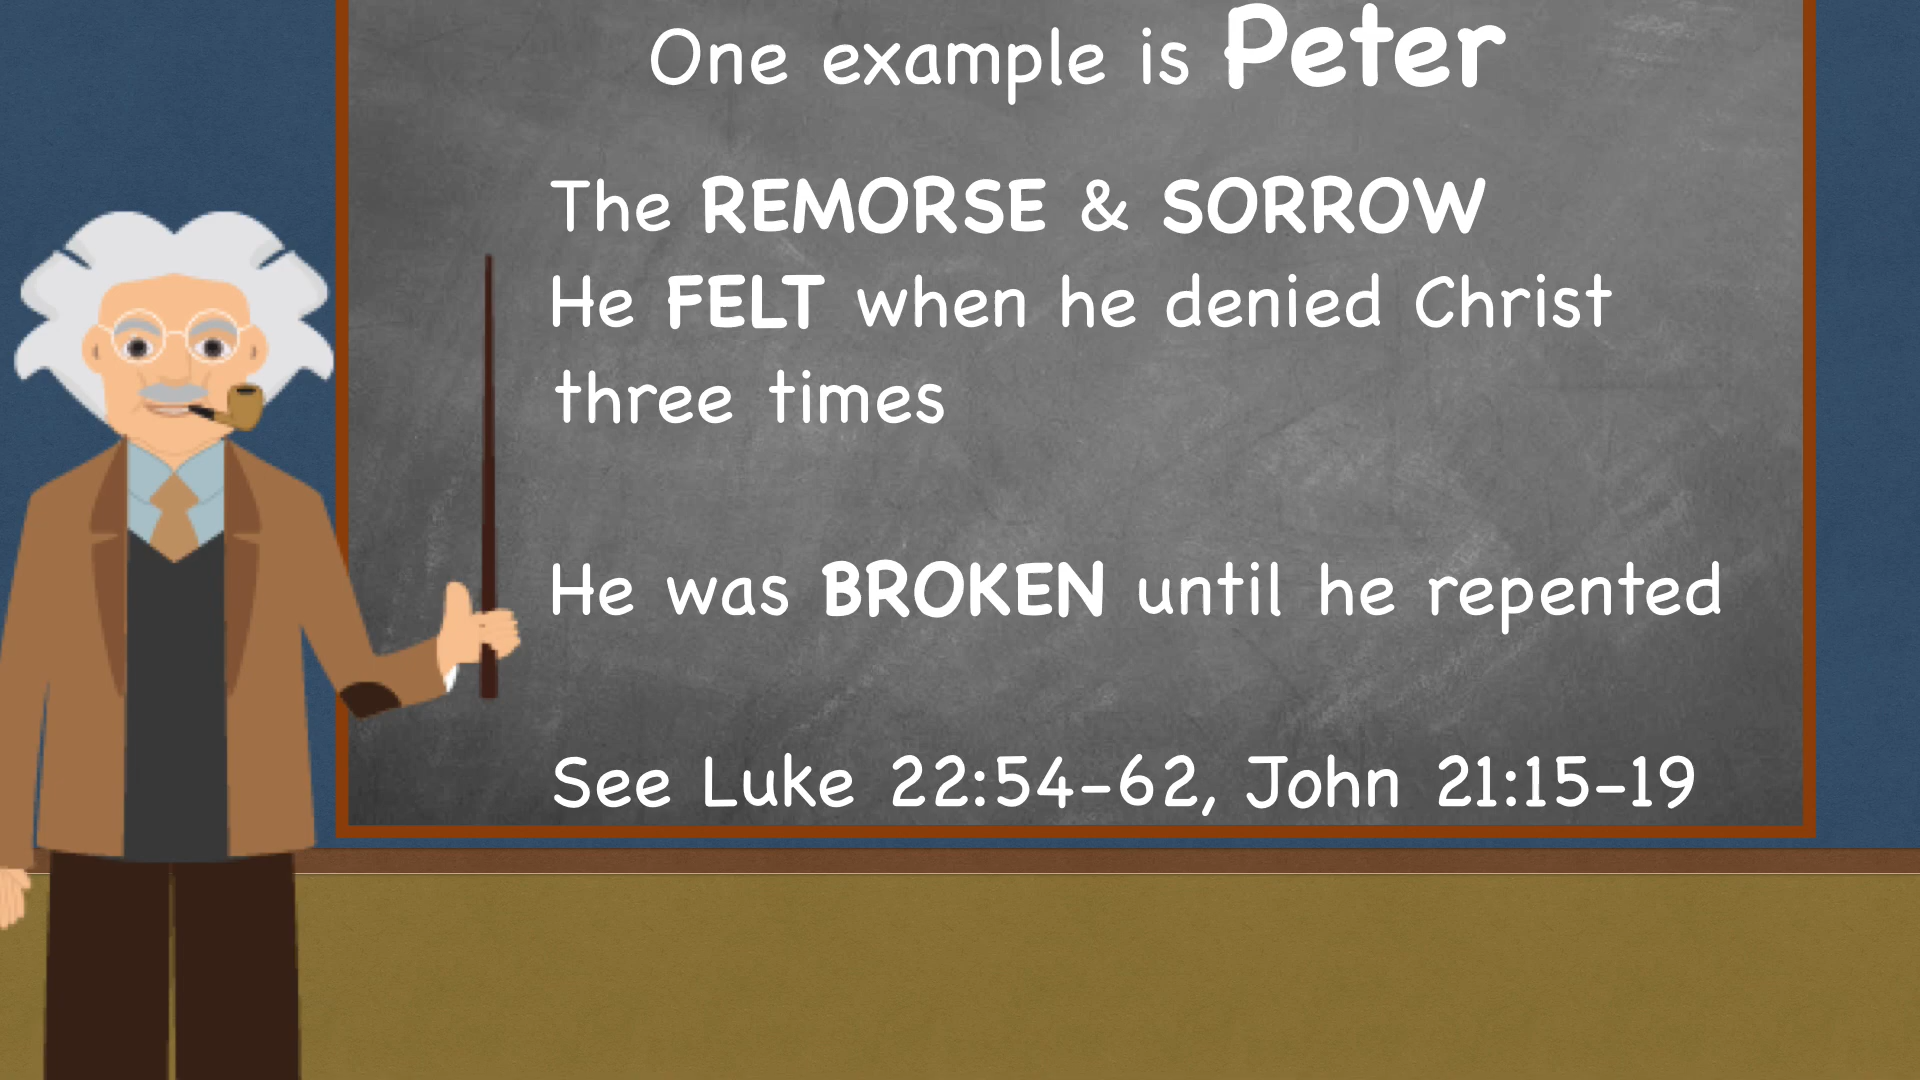 One example is Peter
The REMORSE & SORROW
He FELT when he denied Christ
three times
He was BROKEN until he repented
See Luke 22:54-62, John 21:15-19